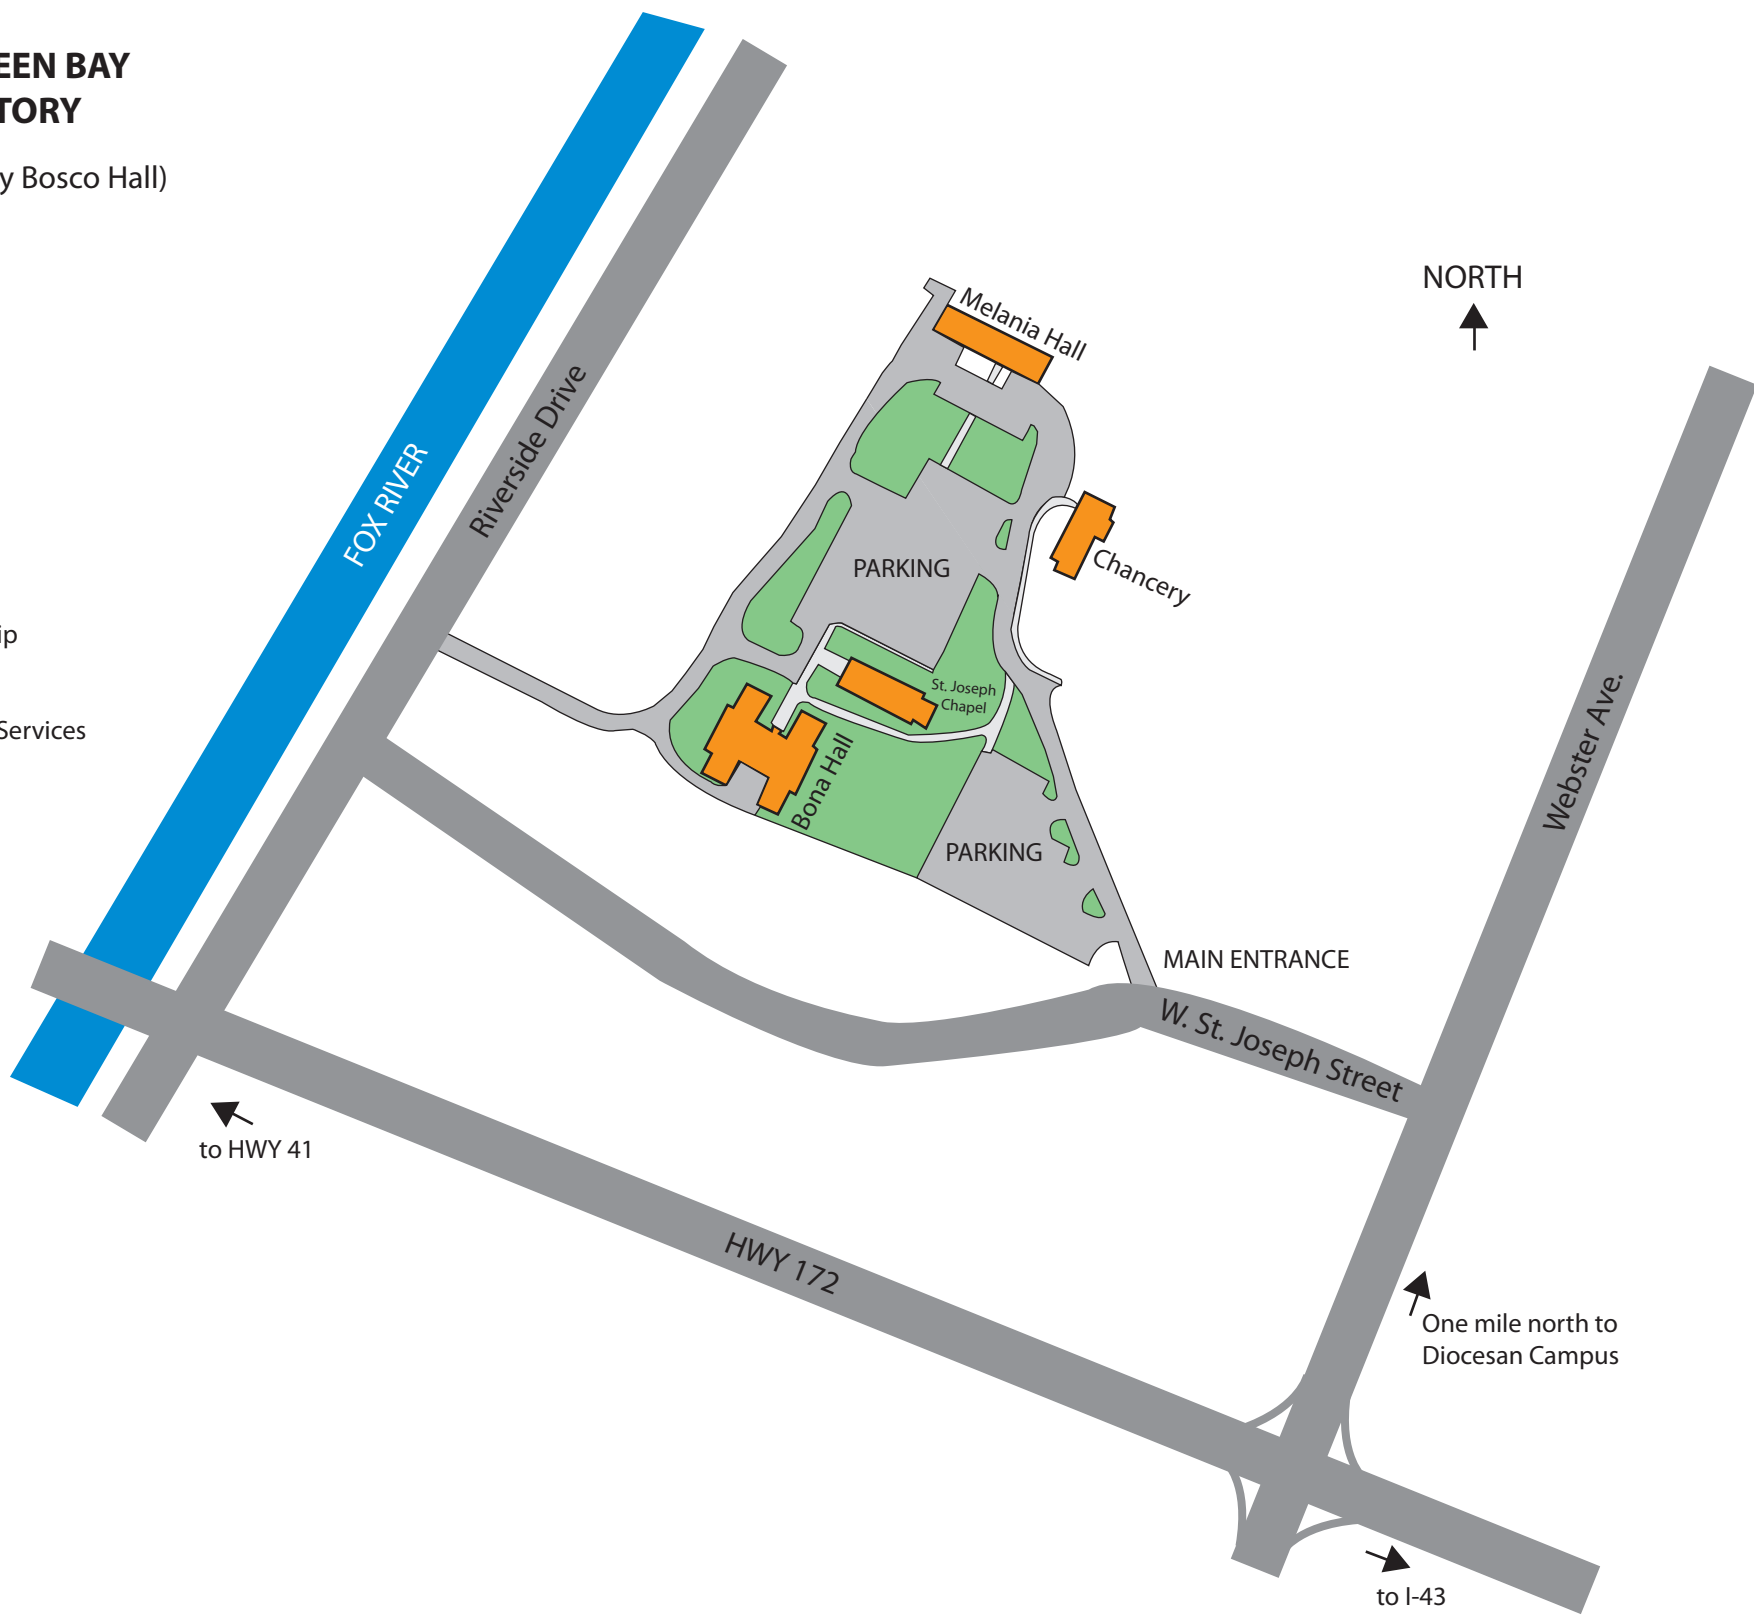 EEN BAY
TORY
y Bosco Hall)
ip
Services
NORTH
Melania Hall
Chancery
PARKING
St. Joseph
Chapel
Bona Hall
PARKING
FOX RIVER
Riverside Drive
Webster Ave.
MAIN ENTRANCE
W. St. Joseph Street
to HWY 41
HWY 172
One mile north to
Diocesan Campus
to I-43